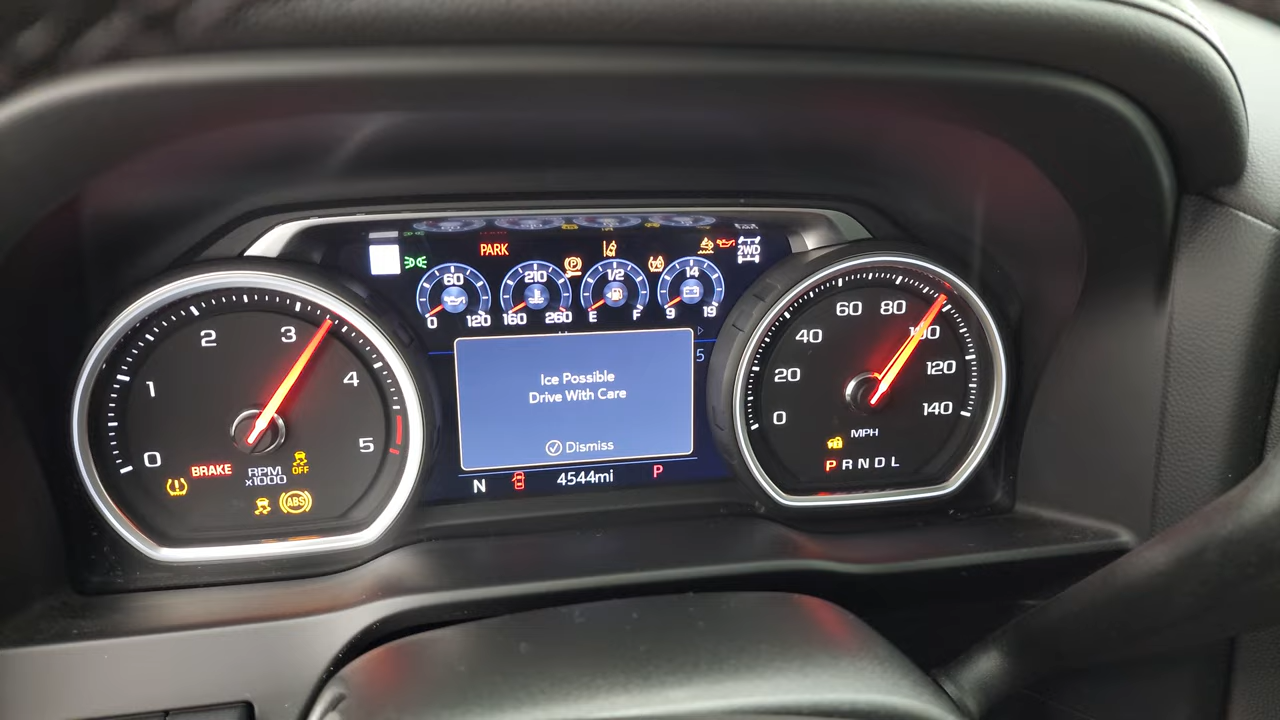 PARK
2WD
60
0 120
210
160 260
1/2
E F
14
9 19
5
Ice Possible
Drive With Care
Dismiss
N 4544mi P
0
1
2
3
4
5
BRAKE
RPM
x1000
OFF
ABS
0
20
40
60
80
100
120
140
MPH
PRNDL